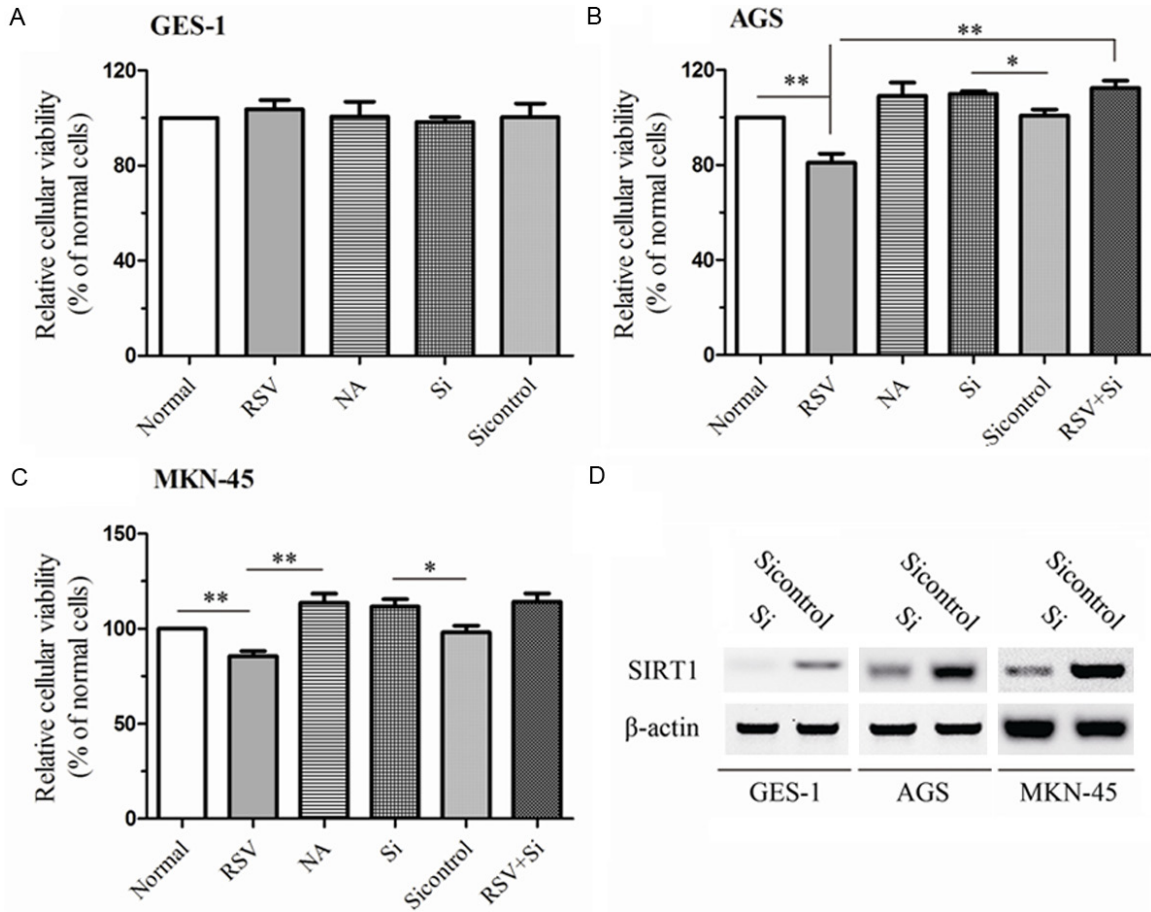 A
GES-1
Relative cellular viability
(% of normal cells)
120
80
40
0
Normal
RSV
NA
Si
Sicontrol
B
AGS
**
**
*
Relative cellular viability
(% of normal cells)
120
80
40
0
Normal
RSV
NA
Si
Sicontrol
RSV+Si
C
MKN-45
**
**
*
Relative cellular viability
(% of normal cells)
150
100
50
0
Normal
RSV
NA
Si
Sicontrol
RSV+Si
D
Si
Sicontrol
Si
Sicontrol
Si
Sicontrol
SIRT1
β-actin
GES-1
AGS
MKN-45